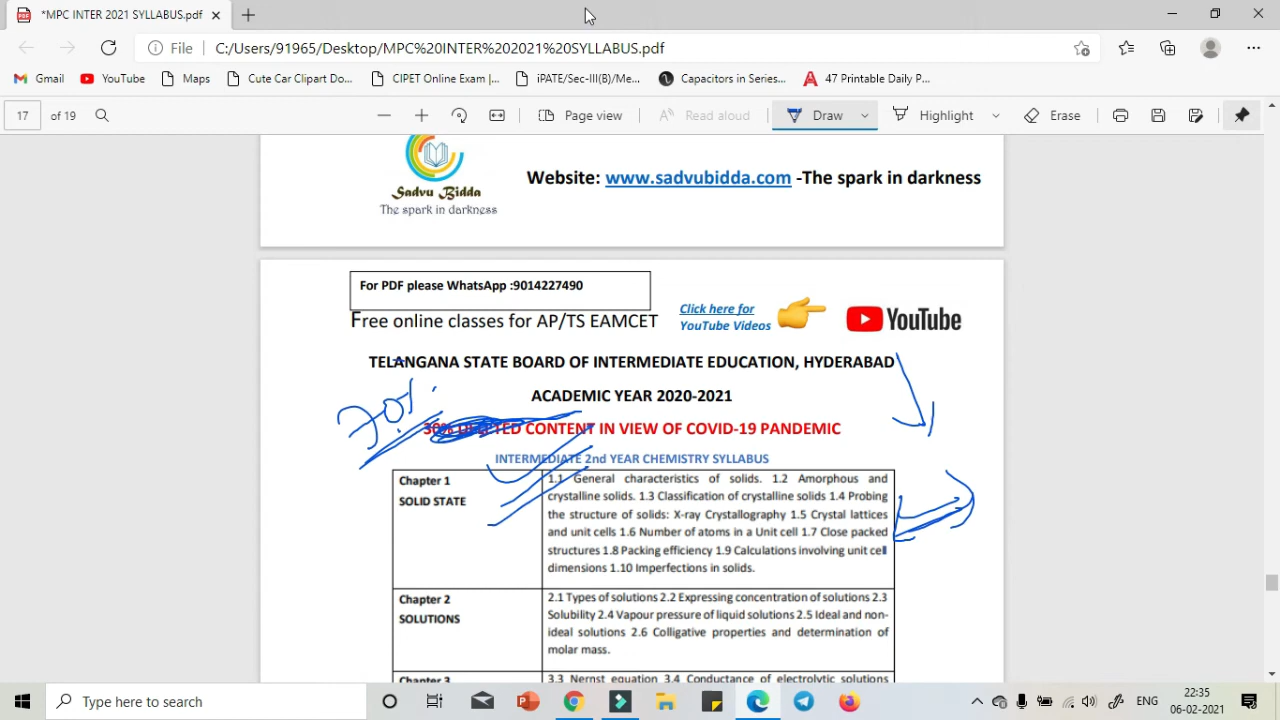 *MPC INTER 2021 SYLLABUS.pdf
File C:/Users/91965/Desktop/MPC%20INTER%202021%20SYLLABUS.pdf
Gmail YouTube Maps Cute Car Clipart Do... CIPET Online Exam |... iPATE/Sec-III(B)/Me... Capacitors in Series... 47 Printable Daily P...
17 of 19 Page view Read aloud Draw Highlight Erase
Sadvu Bidda
The spark in darkness
Website: www.sadvubidda.com -The spark in darkness
For PDF please WhatsApp :9014227490
Free online classes for AP/TS EAMCET
Click here for
YouTube Videos
YouTube
TELANGANA STATE BOARD OF INTERMEDIATE EDUCATION, HYDERABAD
ACADEMIC YEAR 2020-2021
70%
30% DELETED CONTENT IN VIEW OF COVID-19 PANDEMIC
INTERMEDIATE 2nd YEAR CHEMISTRY SYLLABUS
Chapter 1
SOLID STATE
1.1 General characteristics of solids. 1.2 Amorphous and
crystalline solids. 1.3 Classification of crystalline solids 1.4 Probing
the structure of solids: X-ray Crystallography 1.5 Crystal lattices
and unit cells 1.6 Number of atoms in a Unit cell 1.7 Close packed
structures 1.8 Packing efficiency 1.9 Calculations involving unit cell
dimensions 1.10 Imperfections in solids.
Chapter 2
SOLUTIONS
2.1 Types of solutions 2.2 Expressing concentration of solutions 2.3
Solubility 2.4 Vapour pressure of liquid solutions 2.5 Ideal and non-
ideal solutions 2.6 Colligative properties and determination of
molar mass.
Chapter 3
3.3 Nernst equation 3.4 Conductance of electrolytic solutions
Type here to search
22:35
06-02-2021